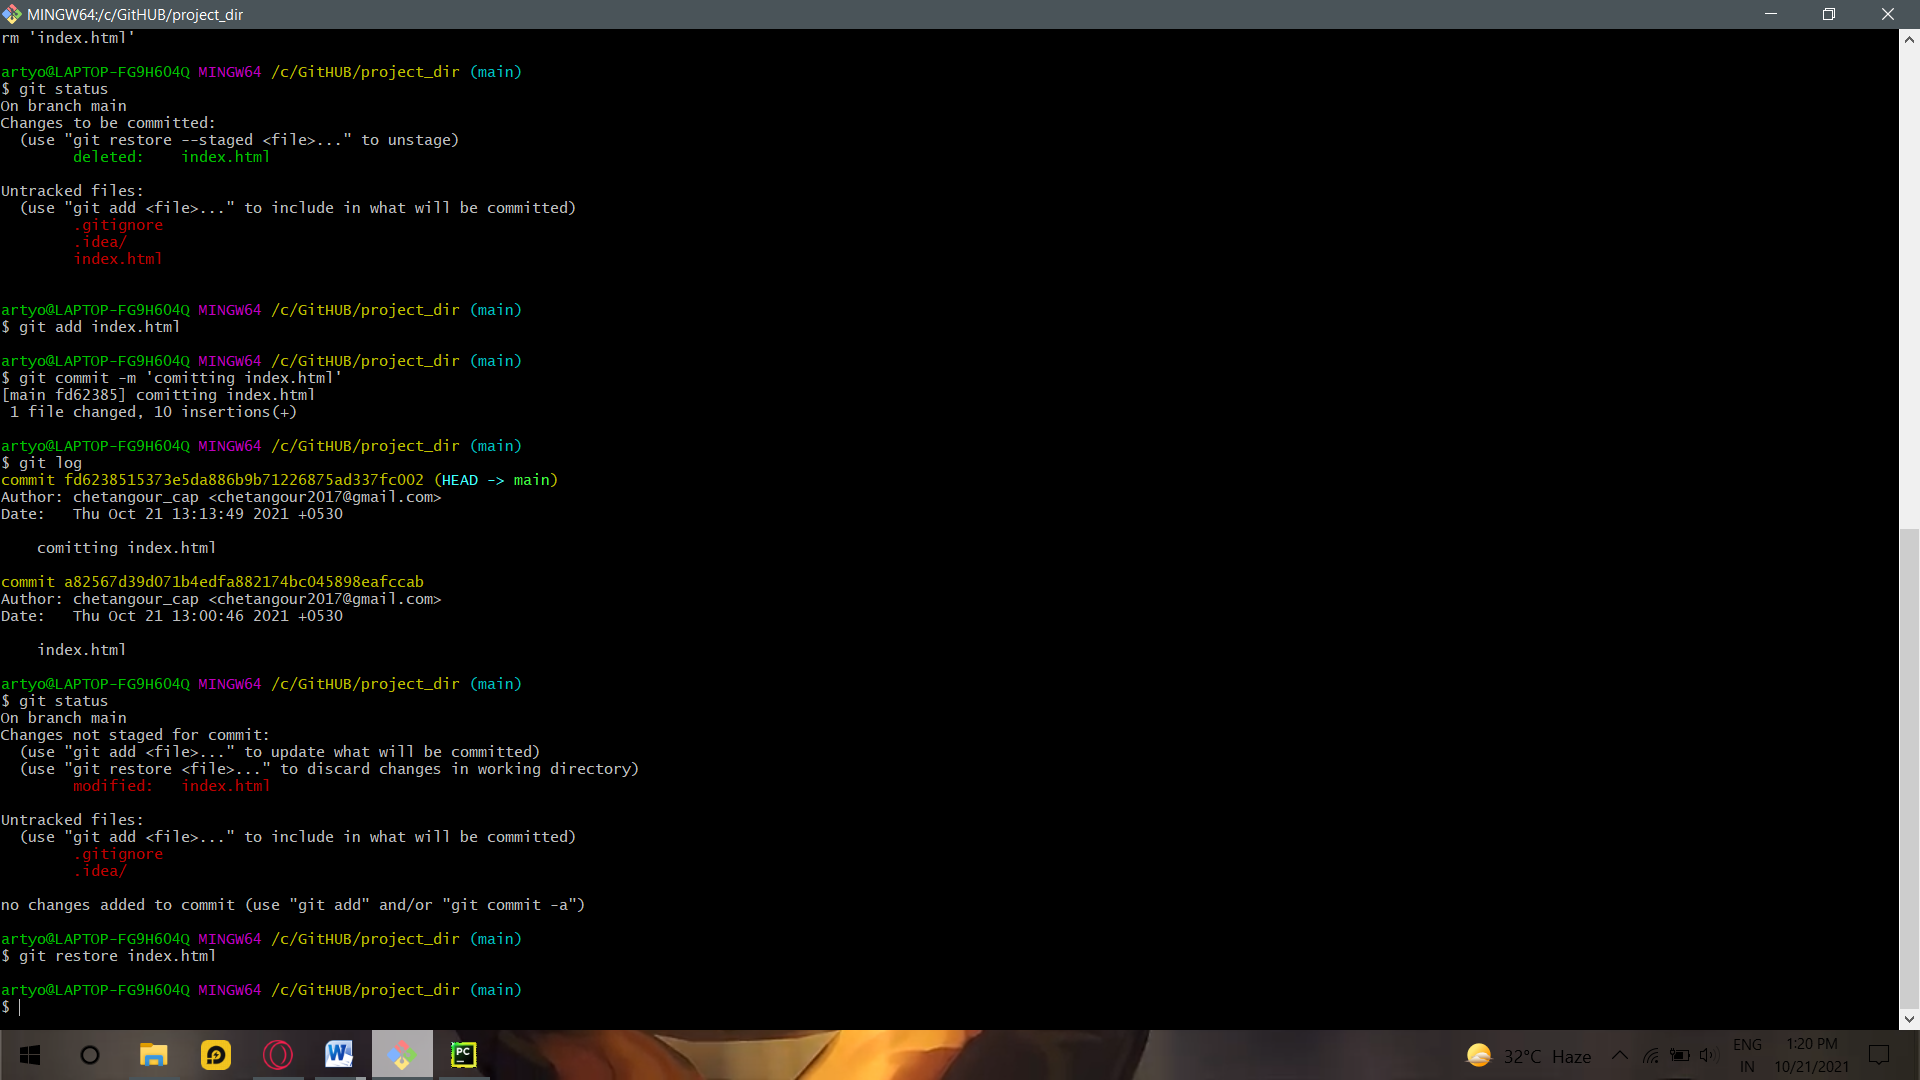 MINGW64:/c/GitHUB/project_dir
rm 'index.html'
artyo@LAPTOP-FG9H6O4Q MINGW64 /c/GitHUB/project_dir (main)
$ git status
On branch main
Changes to be committed:
  (use "git restore --staged <file>..." to unstage)
        deleted:    index.html
Untracked files:
  (use "git add <file>..." to include in what will be committed)
        .gitignore
        .idea/
        index.html
artyo@LAPTOP-FG9H6O4Q MINGW64 /c/GitHUB/project_dir (main)
$ git add index.html
artyo@LAPTOP-FG9H6O4Q MINGW64 /c/GitHUB/project_dir (main)
$ git commit -m 'comitting index.html'
[main fd62385] comitting index.html
 1 file changed, 10 insertions(+)
artyo@LAPTOP-FG9H6O4Q MINGW64 /c/GitHUB/project_dir (main)
$ git log
commit fd6238515373e5da886b9b71226875ad337fc002 (HEAD -> main)
Author: chetangour_cap <chetangour2017@gmail.com>
Date:   Thu Oct 21 13:13:49 2021 +0530
    comitting index.html
commit a82567d39d071b4edfa882174bc045898eafccab
Author: chetangour_cap <chetangour2017@gmail.com>
Date:   Thu Oct 21 13:00:46 2021 +0530
    index.html
artyo@LAPTOP-FG9H6O4Q MINGW64 /c/GitHUB/project_dir (main)
$ git status
On branch main
Changes not staged for commit:
  (use "git add <file>..." to update what will be committed)
  (use "git restore <file>..." to discard changes in working directory)
        modified:   index.html
Untracked files:
  (use "git add <file>..." to include in what will be committed)
        .gitignore
        .idea/
no changes added to commit (use "git add" and/or "git commit -a")
artyo@LAPTOP-FG9H6O4Q MINGW64 /c/GitHUB/project_dir (main)
$ git restore index.html
artyo@LAPTOP-FG9H6O4Q MINGW64 /c/GitHUB/project_dir (main)
$
W PC 32°C Haze ENG 1:20 PM
IN 10/21/2021